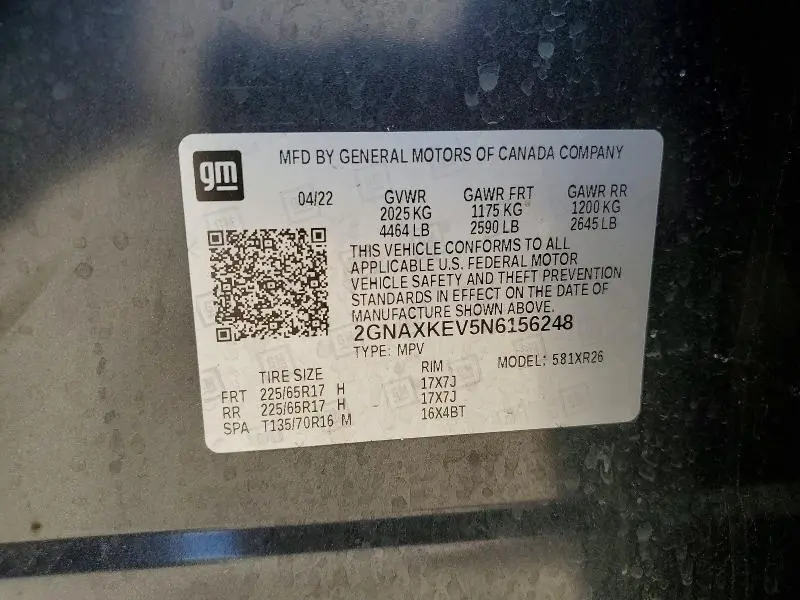 gm
MFD BY GENERAL MOTORS OF CANADA COMPANY
04/22 GVWR GAWR FRT GAWR RR
2025 KG 1175 KG 1200 KG
4464 LB 2590 LB 2645 LB
THIS VEHICLE CONFORMS TO ALL
APPLICABLE U.S. FEDERAL MOTOR
VEHICLE SAFETY AND THEFT PREVENTION
STANDARDS IN EFFECT ON THE DATE OF
MANUFACTURE SHOWN ABOVE.
2GNAXKEV5N6156248
TYPE: MPV MODEL: 581XR26
TIRE SIZE RIM
FRT 225/65R17 H 17X7J
RR 225/65R17 H 17X7J
SPA T135/70R16 M 16X4BT